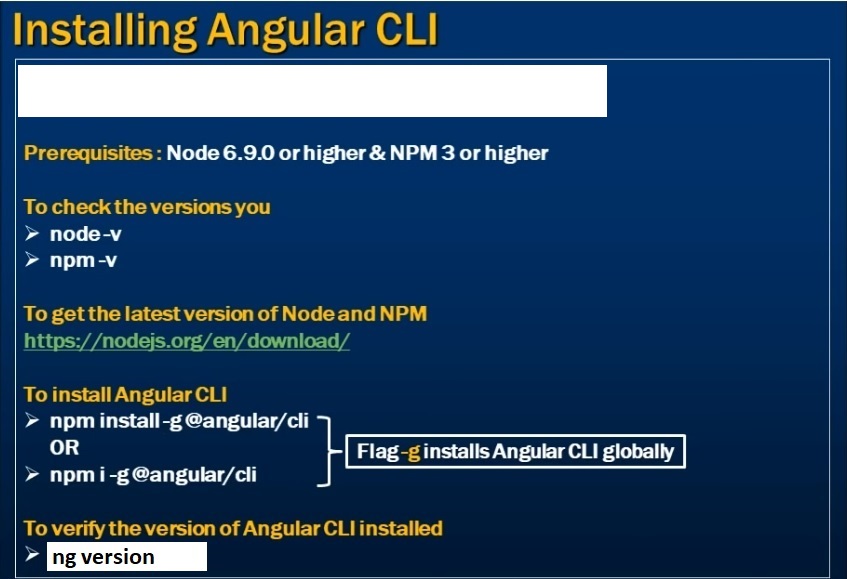 Installing Angular CLI
Prerequisites : Node 6.9.0 or higher & NPM 3 or higher
To check the versions you
➢ node -v
➢ npm -v
To get the latest version of Node and NPM
https://nodejs.org/en/download/
To install Angular CLI
➢ npm install -g @angular/cli
OR
➢ npm i -g @angular/cli
Flag -g installs Angular CLI globally
To verify the version of Angular CLI installed
➢ ng version